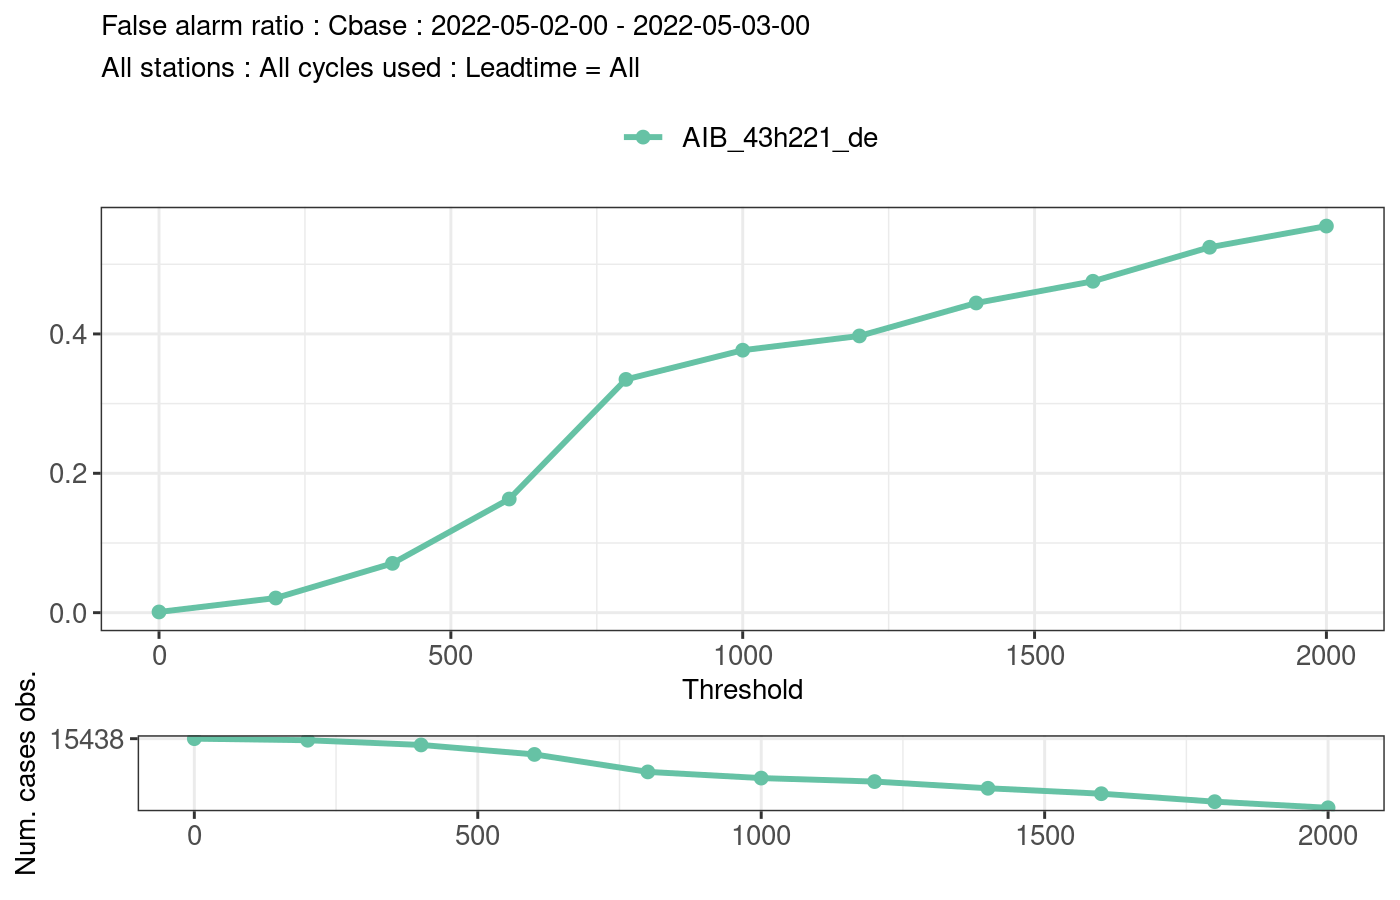 False alarm ratio : Cbase : 2022-05-02-00 - 2022-05-03-00
All stations : All cycles used : Leadtime = All
AIB_43h221_de
0.4
0.2
0.0
0 500 1000 1500 2000
Threshold
Num. cases obs.
15438
0 500 1000 1500 2000